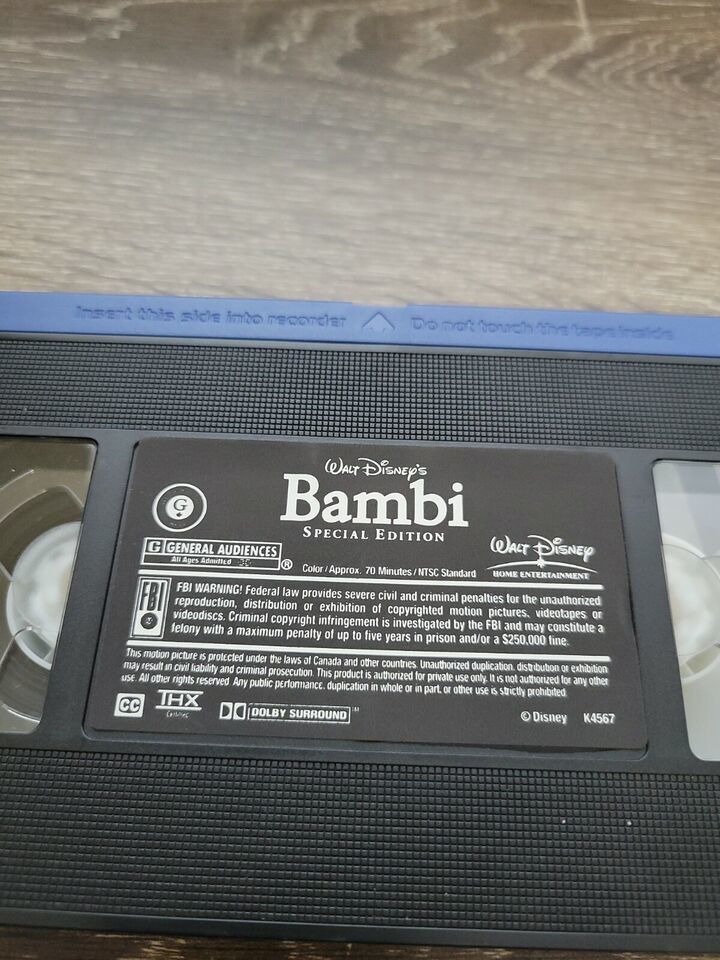 Insert this side into recorder Do not touch the tape inside
WALT DISNEY'S
Bambi
SPECIAL EDITION
G
G GENERAL AUDIENCES
All Ages Admitted
®
Color/Approx. 70 Minutes/NTSC Standard
WALT DISNEY
HOME ENTERTAINMENT
FBI
FBI WARNING! Federal law provides severe civil and criminal penalties for the unauthorized
reproduction, distribution or exhibition of copyrighted motion pictures, videotapes or
videodiscs. Criminal copyright infringement is investigated by the FBI and may constitute a
felony with a maximum penalty of up to five years in prison and/or a $250,000 fine.
This motion picture is protected under the laws of Canada and other countries. Unauthorized duplication, distribution or exhibition
may result in civil liability and criminal prosecution. This product is authorized for private use only. It is not authorized for any other
use. All other rights reserved. Any public performance, duplication in whole or in part, or other use is strictly prohibited.
CC THX DOLBY SURROUND ™ © Disney K4567